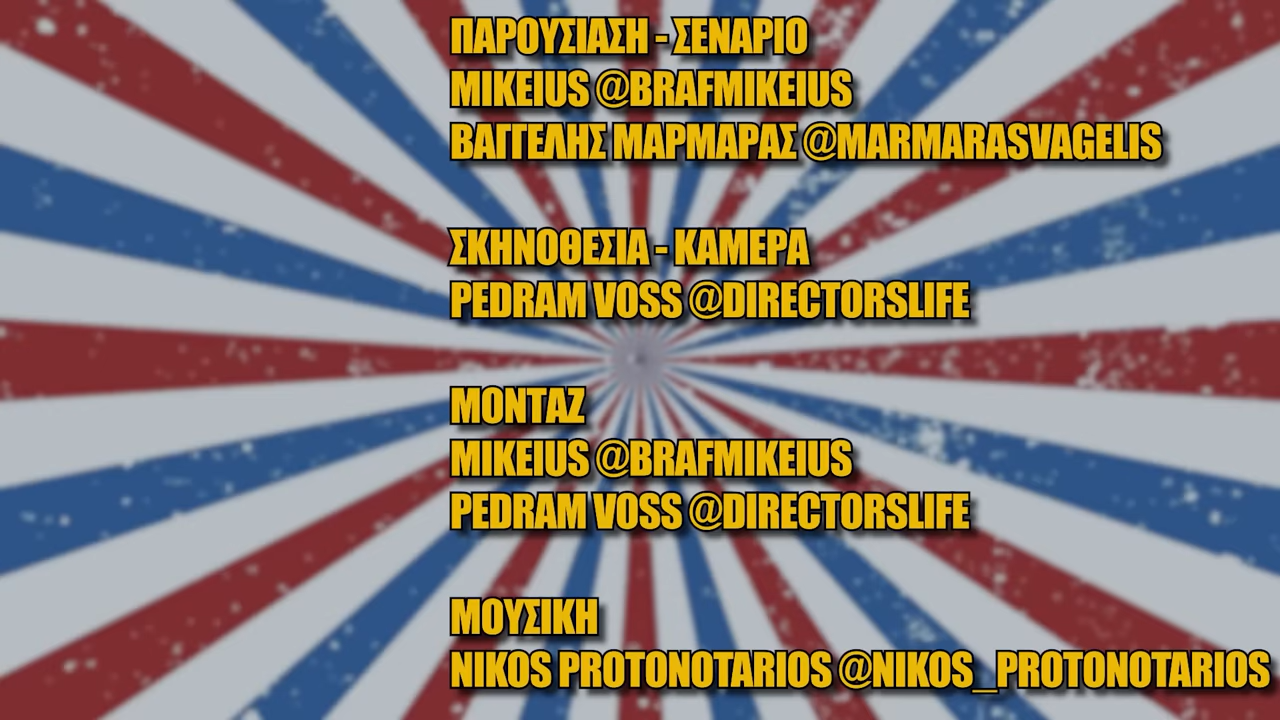 ΠΑΡΟΥΣΙΑΣΗ - ΣΕΝΑΡΙΟ
MIKEIUS @BRAFMIKEIUS
ΒΑΓΓΕΛΗΣ ΜΑΡΜΑΡΑΣ @MARMARASVAGELIS
ΣΚΗΝΟΘΕΣΙΑ - ΚΑΜΕΡΑ
PEDRAM VOSS @DIRECTORSLIFE
ΜΟΝΤΑΖ
MIKEIUS @BRAFMIKEIUS
PEDRAM VOSS @DIRECTORSLIFE
ΜΟΥΣΙΚΗ
NIKOS PROTONOTARIOS @NIKOS_PROTONOTARIOS